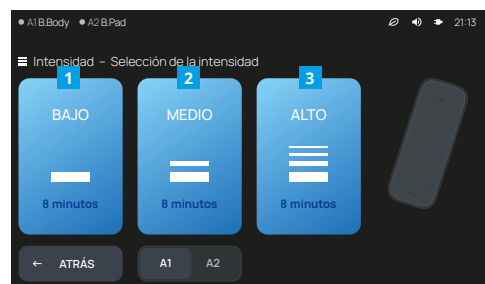 A1 B.Body A2 B.Pad 21:13
Intensidad – Selección de la intensidad
1 2 3
BAJO MEDIO ALTO
8 minutos 8 minutos 8 minutos
← ATRÁS A1 A2